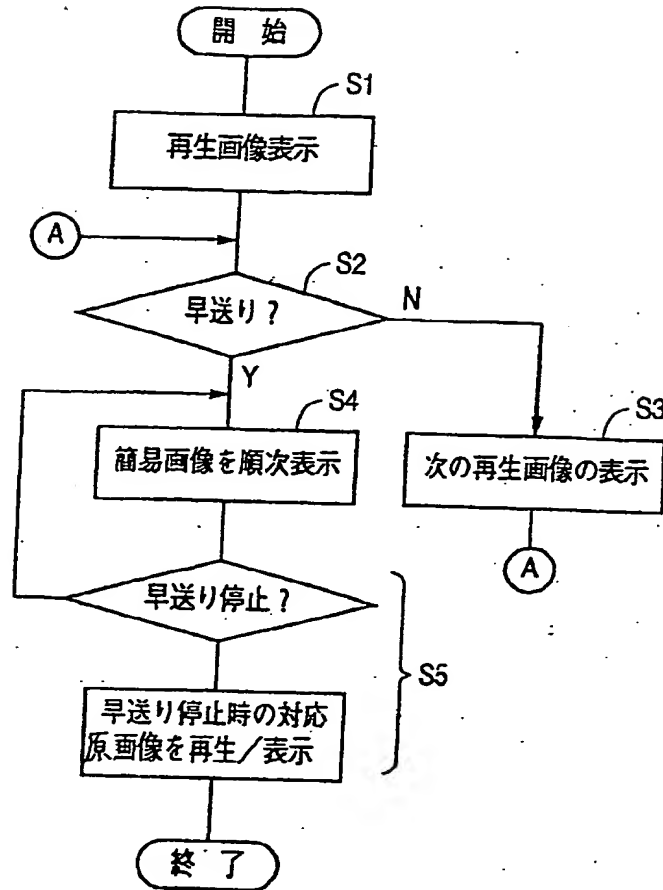 開始
S1
再生画像表示
A
S2
早送り?
N
Y
S4
簡易画像を順次表示
S3
次の再生画像の表示
A
早送り停止?
S5
早送り停止時の対応
原画像を再生/表示
終了